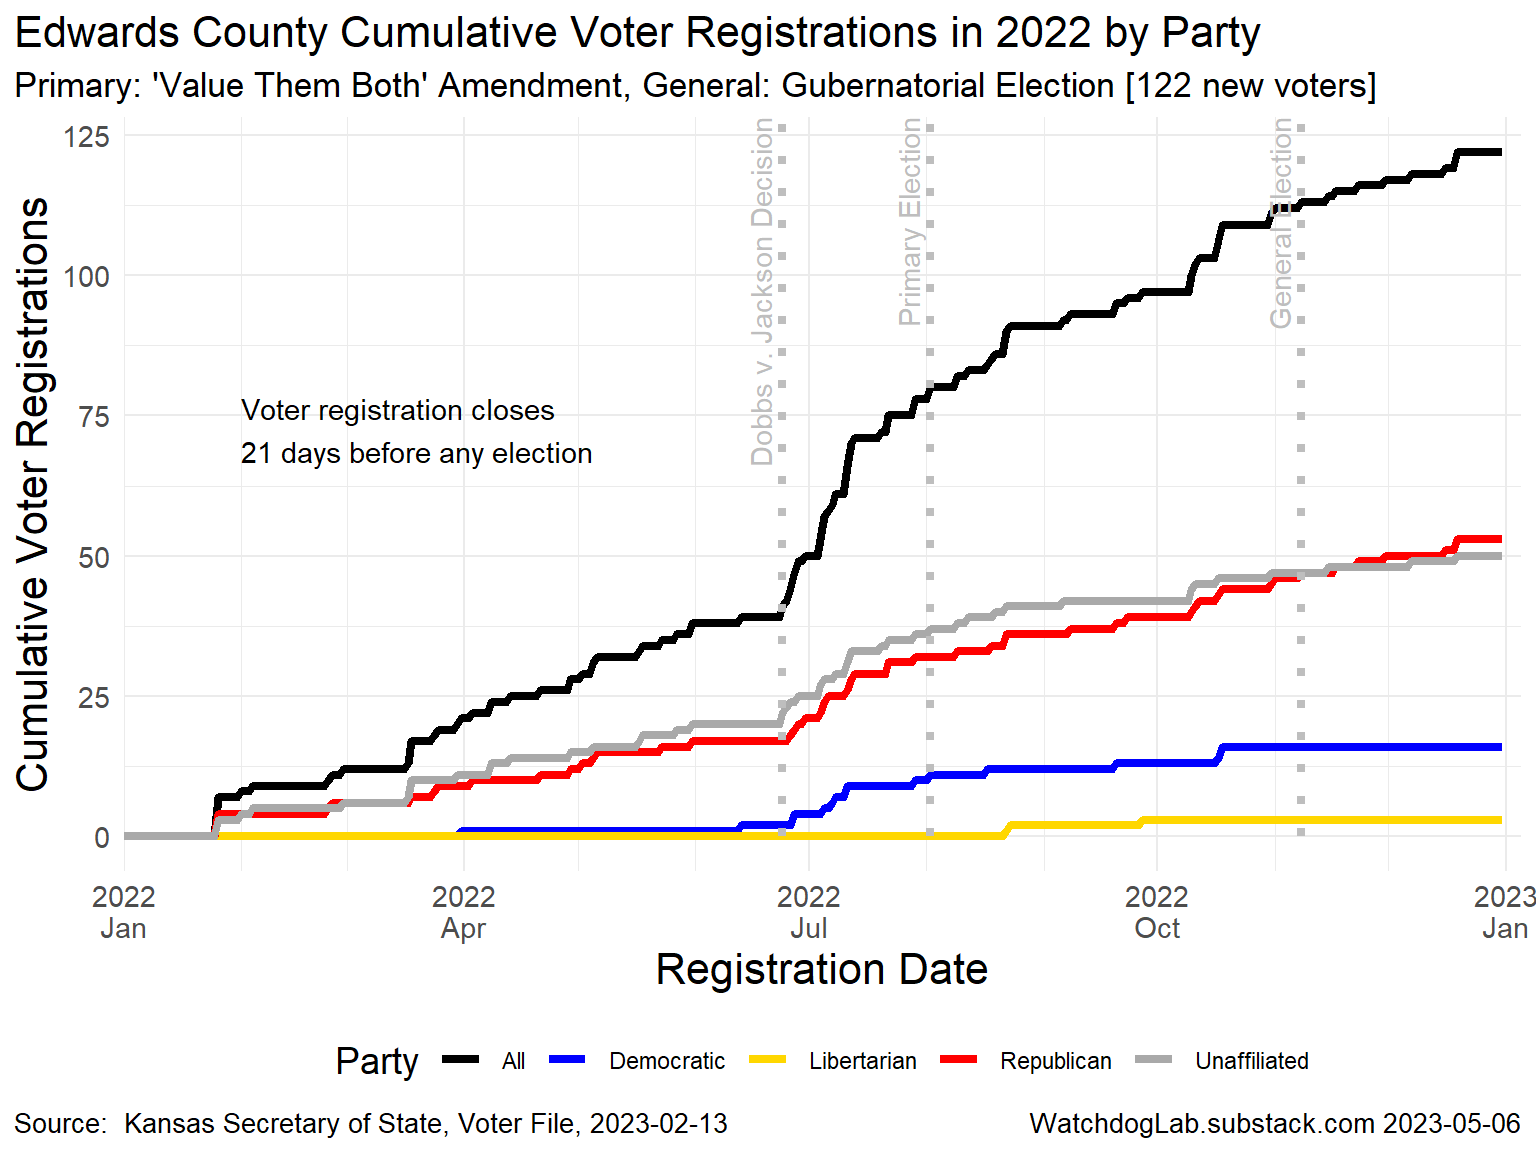 Edwards County Cumulative Voter Registrations in 2022 by Party
Primary: 'Value Them Both' Amendment, General: Gubernatorial Election [122 new voters]
Cumulative Voter Registrations
125
100
75
50
25
0
Dobbs v. Jackson Decision
Primary Election
General Election
Voter registration closes
21 days before any election
2022
Jan
2022
Apr
2022
Jul
2022
Oct
2023
Jan
Registration Date
Party All Democratic Libertarian Republican Unaffiliated
Source:  Kansas Secretary of State, Voter File, 2023-02-13
WatchdogLab.substack.com 2023-05-06